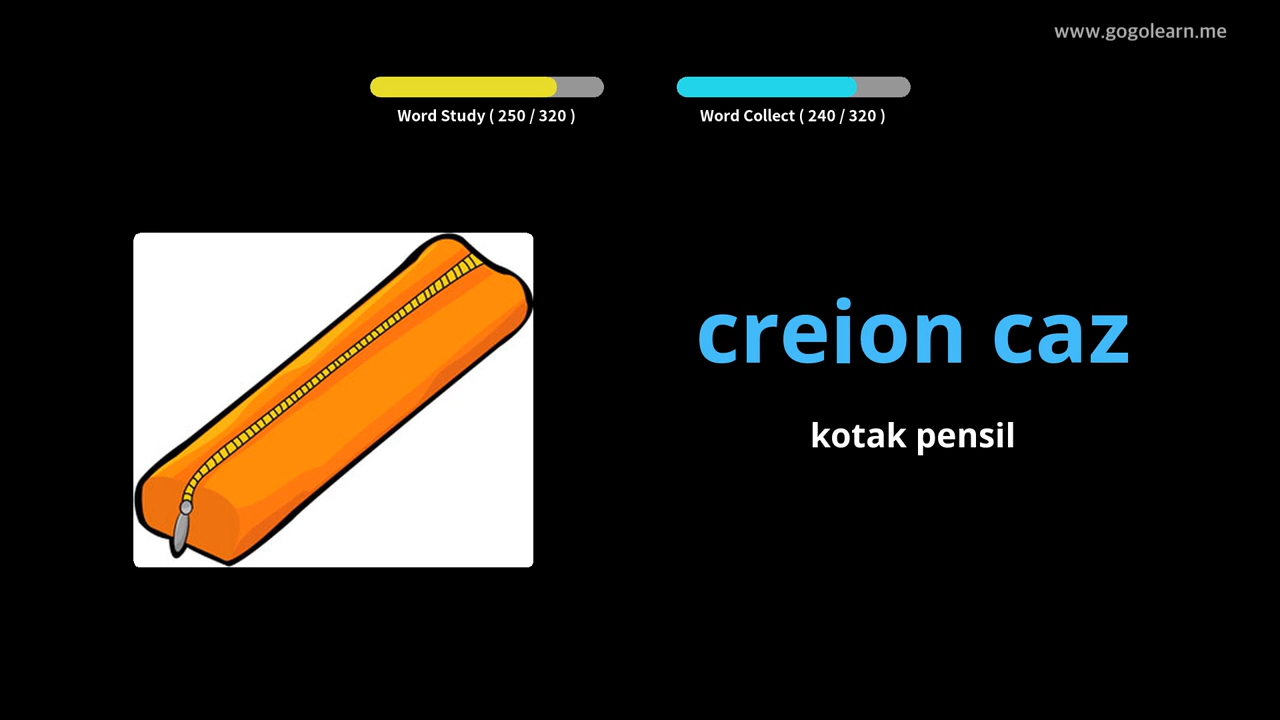 www.gogolearn.me
Word Study ( 250 / 320 )
Word Collect ( 240 / 320 )
creion caz
kotak pensil